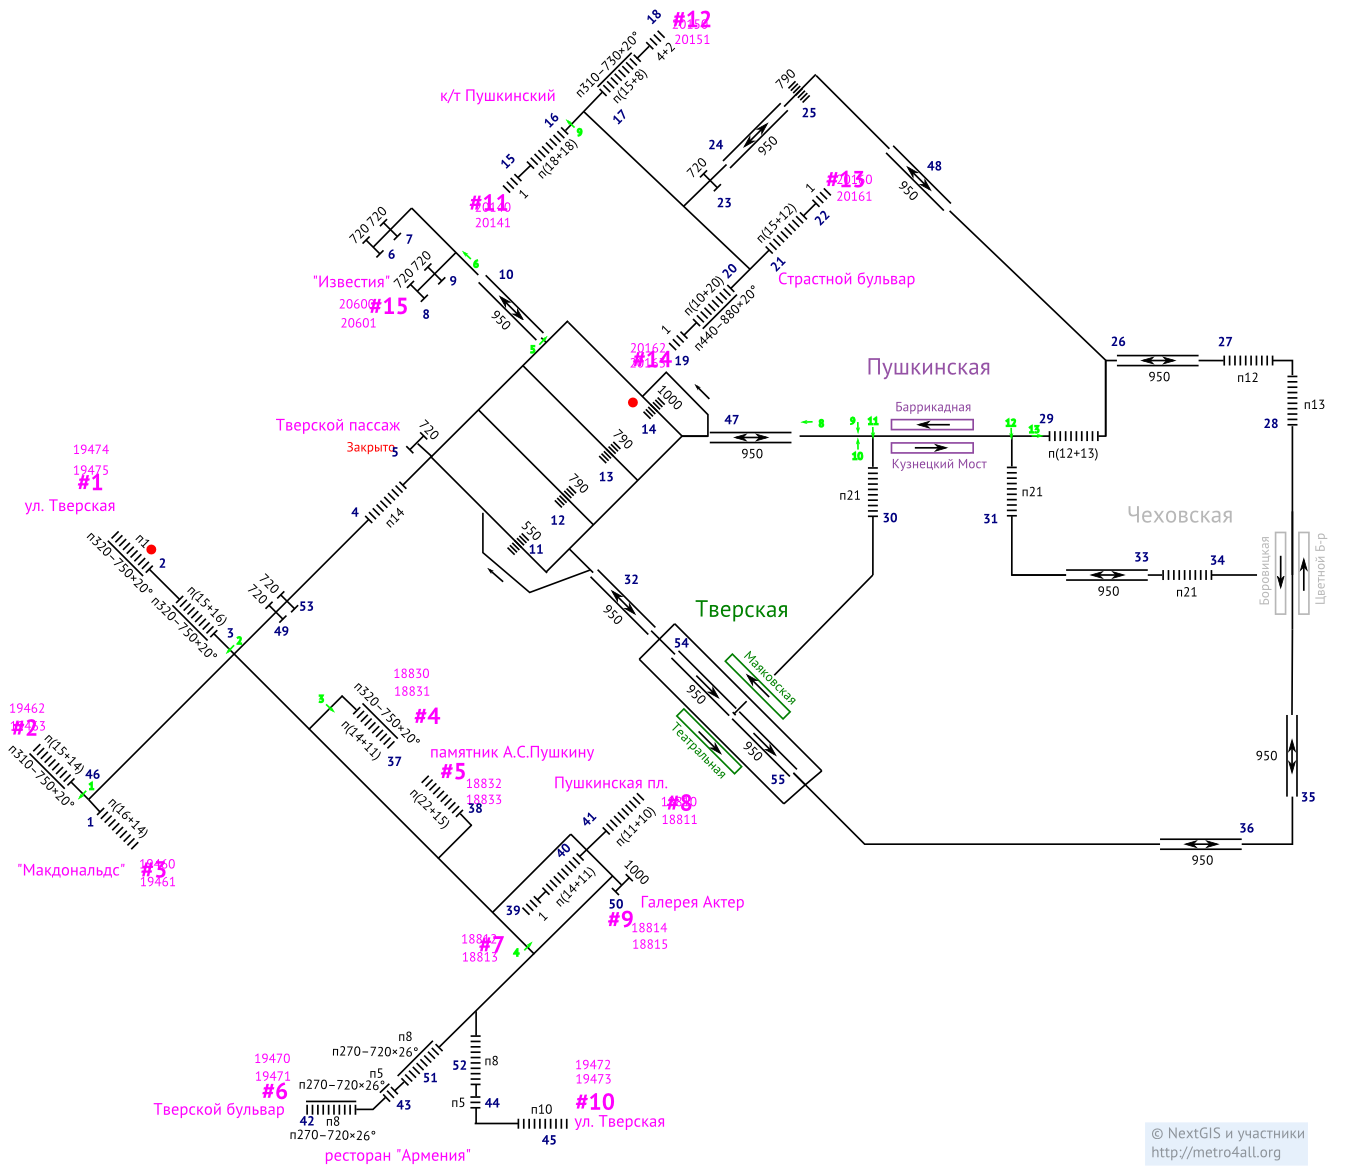 #12
20150
20151
18
4+2
п310–730×20°
п(15+8)
17
к/т Пушкинский
16
9
15
п(18+18)
1
#11
20140
20141
790
25
24
950
720
23
48
950
#13
20160
20161
1
22
п(15+12)
21
20
Страстной бульвар
п(10+20)
п440–880×20°
1
19
20162
#14
720 720
7
6
6
720 720
9
8
"Известия"
20600
#15
20601
10
950
5
Тверской пассаж
Закрыто
5
720
1000
14
790
13
790
12
550
11
47
950
8
9
10
11
12
13
Пушкинская
Баррикадная
Кузнецкий Мост
29
п(12+13)
26
950
27
п12
п13
28
п21
30
п21
31
Чеховская
Боровицкая
Цветной Б-р
33
950
34
п21
950
35
36
950
19474
19475
#1
ул. Тверская
п1
2
п320–750×20°
п(15+16)
п320–750×20°
3
2
4
п14
720
720
53
49
32
950
Тверская
Маяковская
Театральная
54
950
950
55
19462
19463
#2
п(15+14)
п310–750×20°
46
1
1
п(16+14)
"Макдональдс"
#3
19460
19461
3
18830
18831
#4
п320–750×20°
п(14+11)
37
памятник А.С.Пушкину
#5
18832
18833
п(22+15)
38
Пушкинская пл.
#8
18810
18811
41
п(11+10)
40
п(14+11)
39
1
1000
50
Галерея Актер
#9
18814
18815
18812
#7
18813
4
п8
п270–720×26°
51
п5
п270–720×26°
43
19470
19471
#6
Тверской бульвар
42
п8
п270–720×26°
ресторан "Армения"
52
п8
п5
44
19472
19473
#10
ул. Тверская
п10
45
© NextGIS и участники
http://metro4all.org